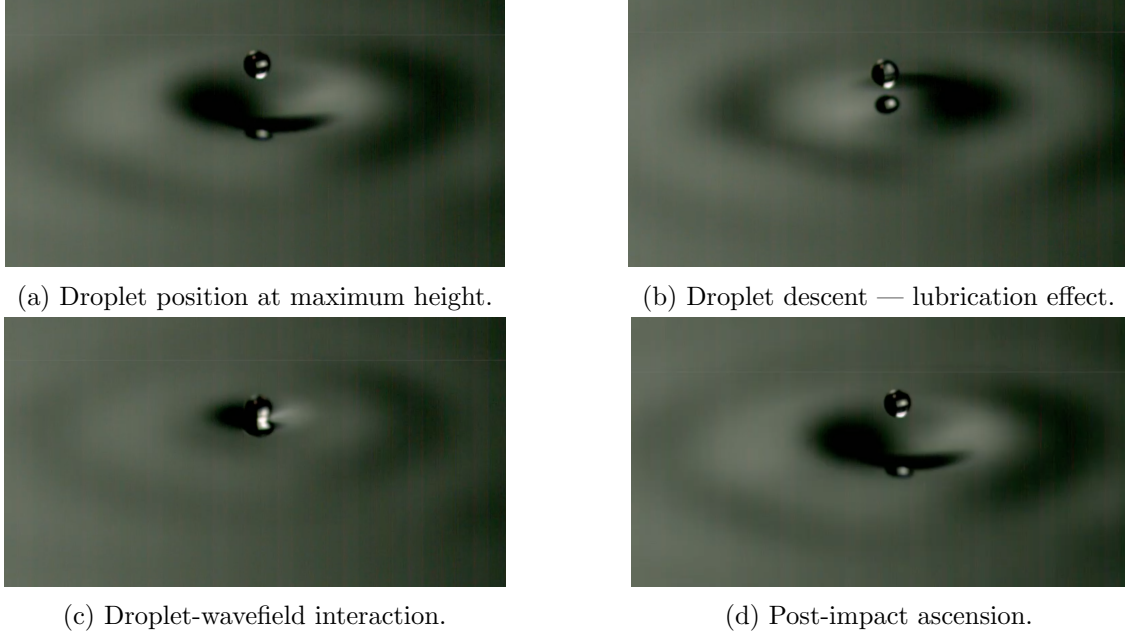 (a) Droplet position at maximum height.
(b) Droplet descent — lubrication effect.
(c) Droplet-wavefield interaction.
(d) Post-impact ascension.